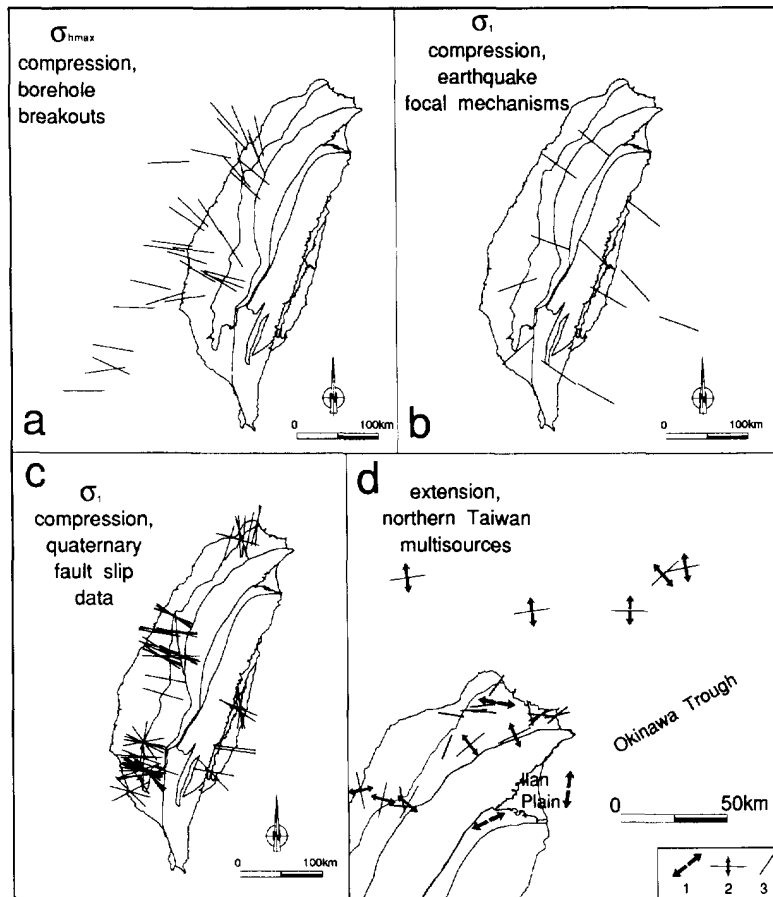 σhmax
compression,
borehole
breakouts
N
0 100km
a
σ1
compression,
earthquake
focal mechanisms
N
0 100km
b
c
σ1
compression,
quaternary
fault slip
data
N
0 100km
d
extension,
northern Taiwan
multisources
Okinawa Trough
Ilan
Plain
0 50km
1 2 3